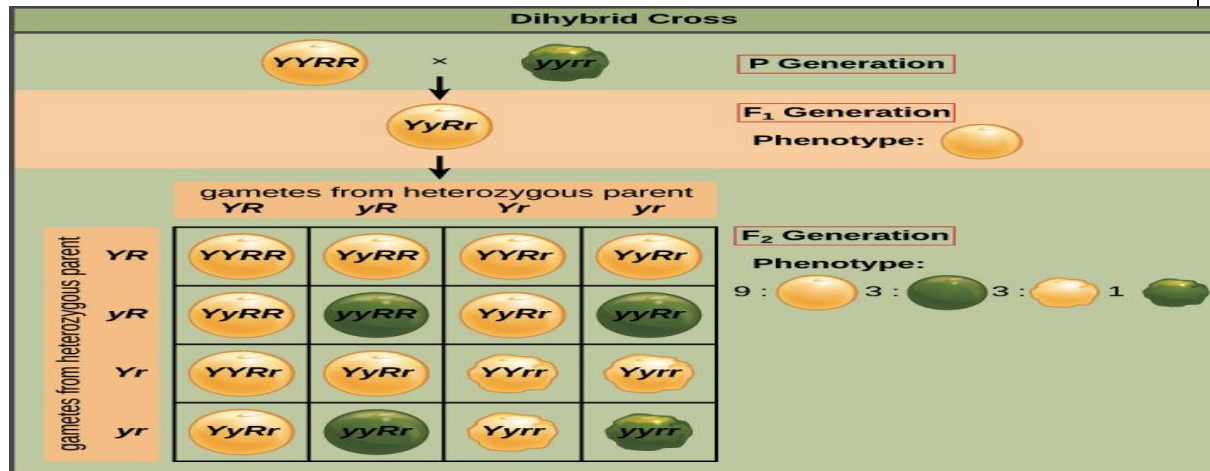 Dihybrid Cross
YYRR × yyrr P Generation
YyRr F₁ Generation
Phenotype:
gametes from heterozygous parent
YR yR Yr yr
gametes from heterozygous parent
YR YYRR YyRR YYRr YyRr
yR YyRR yyRR YyRr yyRr
Yr YYRr YyRr YYrr Yyrr
yr YyRr yyRr Yyrr yyrr
F₂ Generation
Phenotype:
9 : 3 : 3 : 1